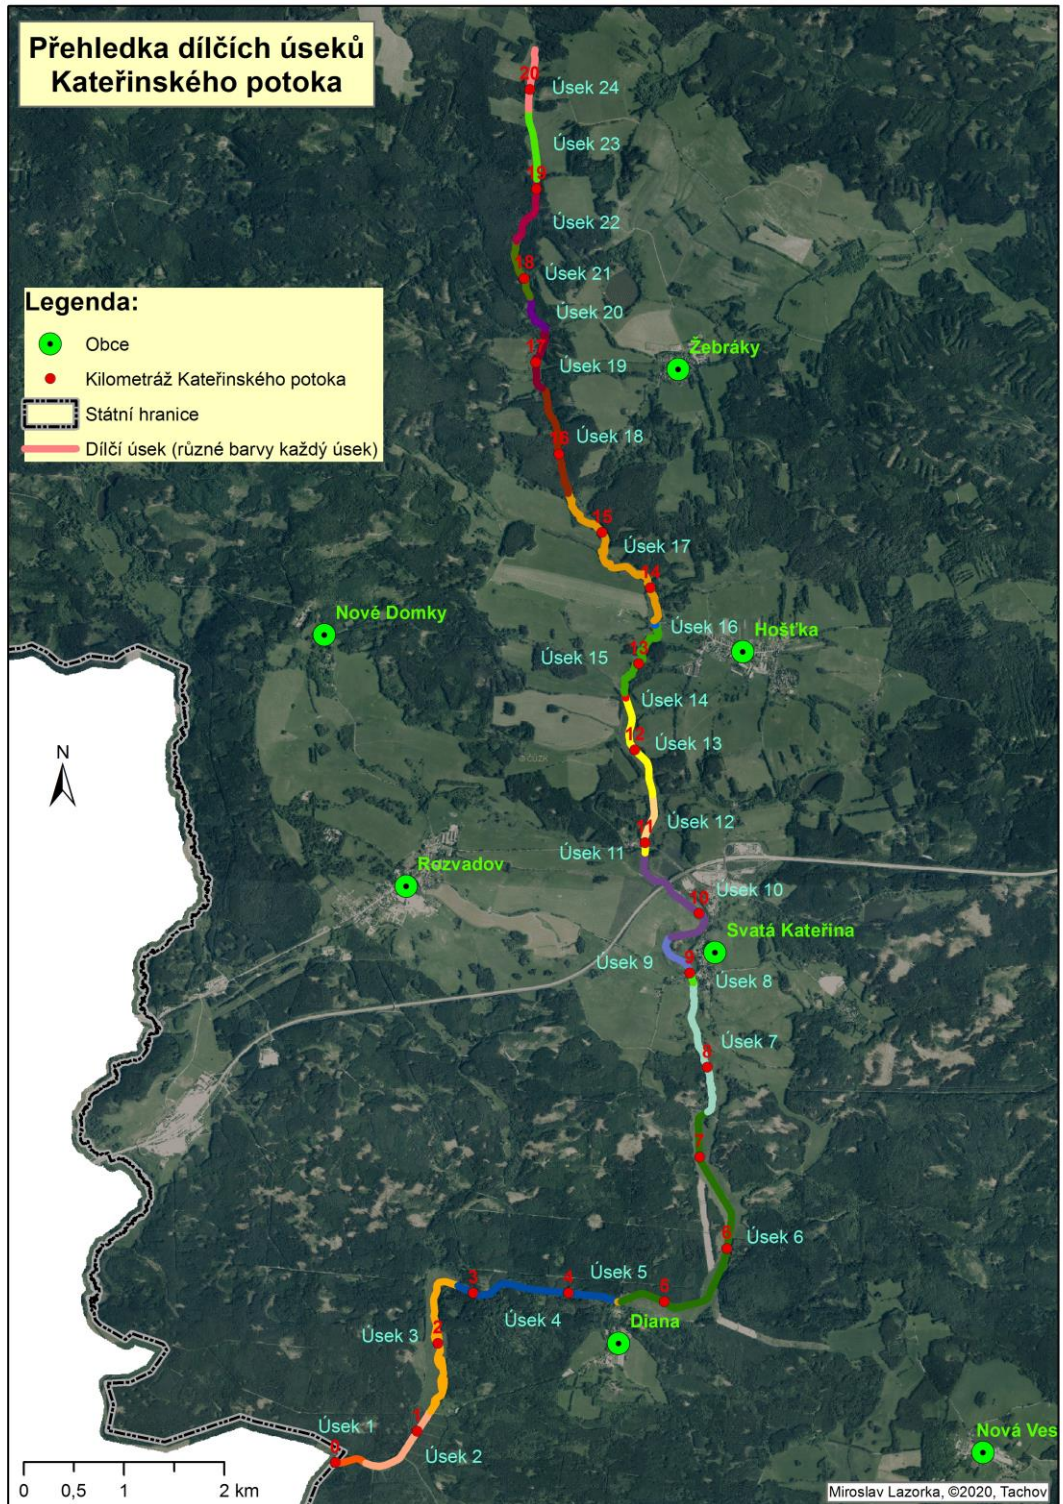 Přehledka dílčích úseků
Kateřinského potoka
20
Úsek 24
Úsek 23
19
Úsek 22
18
Úsek 21
Legenda:
Obce
Kilometráž Kateřinského potoka
Státní hranice
Dílčí úsek (různé barvy každý úsek)
Úsek 20
17
Úsek 19
Žebráky
16
Úsek 18
15
Úsek 17
14
Nové Domky
Úsek 16
Hošťka
13
Úsek 15
Úsek 14
12
Úsek 13
©ČÚZK
N
11
Úsek 12
Úsek 11
Rozvadov
10
Úsek 10
Svatá Kateřina
Úsek 9
9
Úsek 8
8
Úsek 7
7
6
Úsek 6
3
4
Úsek 5
5
Úsek 4
Diana
2
Úsek 3
1
Úsek 1
0
Úsek 2
Nová Ves
0 0,5 1 2 km
Miroslav Lazorka, ©2020, Tachov